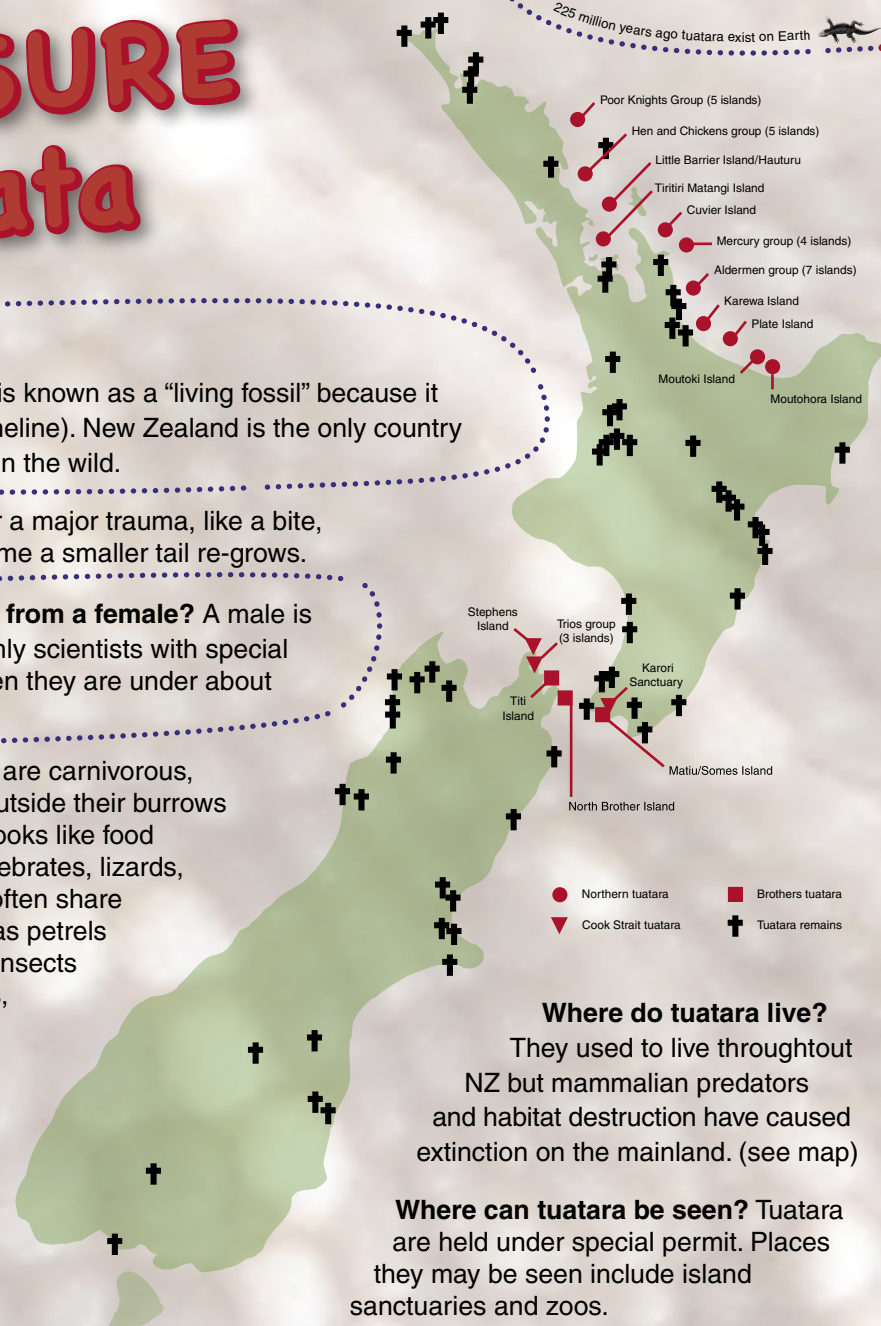 225 million years ago tuatara exist on Earth
SURE
ata
Poor Knights Group (5 islands)
Hen and Chickens group (5 islands)
Little Barrier Island/Hauturu
Tiritiri Matangi Island
Cuvier Island
Mercury group (4 islands)
Aldermen group (7 islands)
Karewa Island
Plate Island
Moutoki Island
Moutohora Island
is known as a “living fossil” because it
neline). New Zealand is the only country
n the wild.
r a major trauma, like a bite,
me a smaller tail re-grows.
from a female? A male is
nly scientists with special
en they are under about
are carnivorous,
utside their burrows
ooks like food
ebrates, lizards,
often share
as petrels
nsects
s,
Stephens
Island
Trios group
(3 islands)
Titi
Island
Karori
Sanctuary
Matiu/Somes Island
North Brother Island
Northern tuatara
Brothers tuatara
Cook Strait tuatara
Tuatara remains
Where do tuatara live?
They used to live throughtout
NZ but mammalian predators
and habitat destruction have caused
extinction on the mainland. (see map)
Where can tuatara be seen? Tuatara
are held under special permit. Places
they may be seen include island
sanctuaries and zoos.